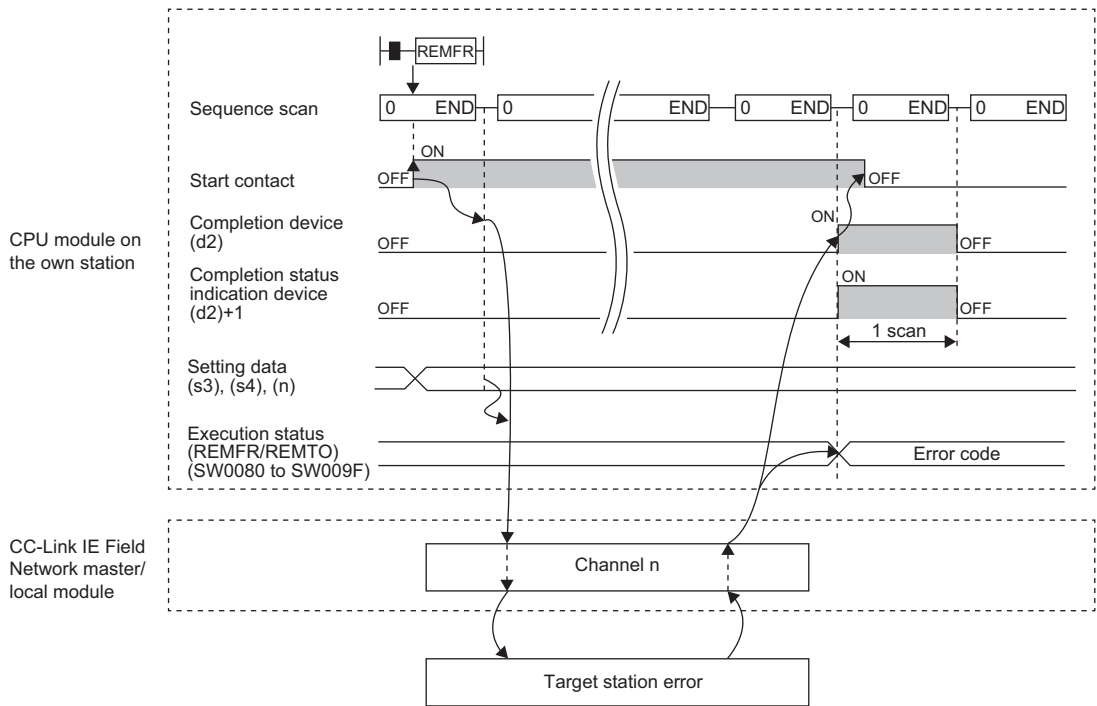 REMFR
Sequence scan
0 END 0 END 0 END 0 END 0 END
ON
Start contact
OFF
OFF
CPU module on
the own station
Completion device
(d2)
ON
OFF
OFF
Completion status
indication device
(d2)+1
ON
OFF
OFF
1 scan
Setting data
(s3), (s4), (n)
Execution status
(REMFR/REMTO)
(SW0080 to SW009F)
Error code
CC-Link IE Field
Network master/
local module
Channel n
Target station error